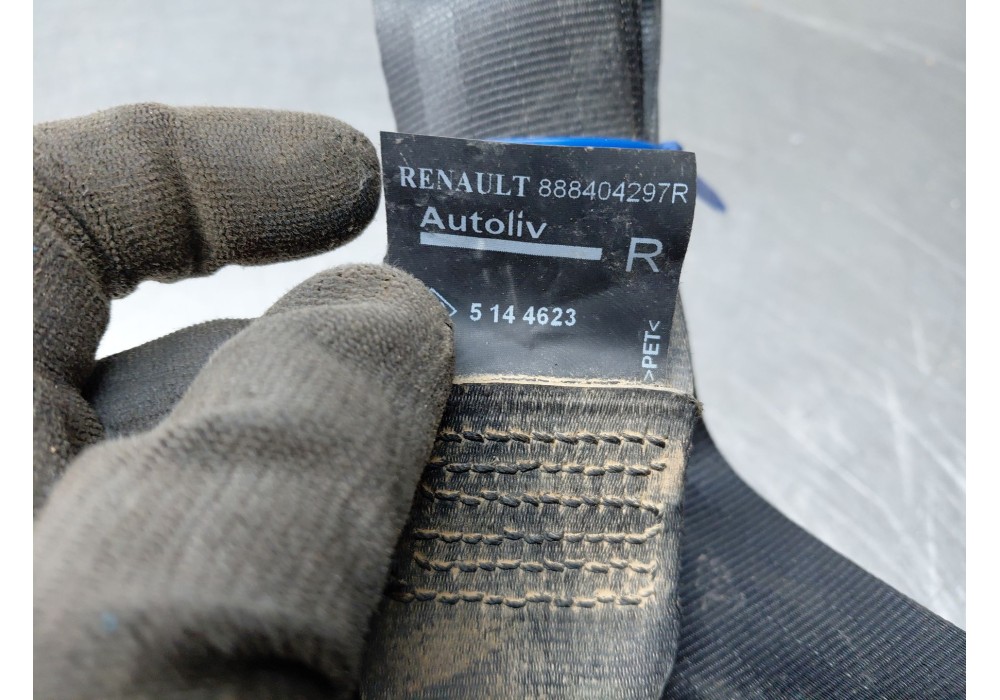 RENAULT 888404297R
Autoliv
R
5 14 4623
>PET<